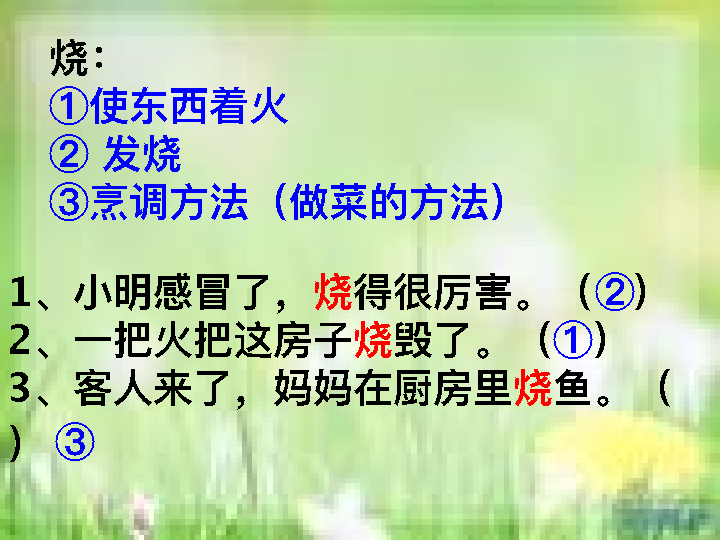 烧：
①使东西着火
② 发烧
③烹调方法（做菜的方法）
1、小明感冒了，烧得很厉害。（②）
2、一把火把这房子烧毁了。（①）
3、客人来了，妈妈在厨房里烧鱼。（
） ③